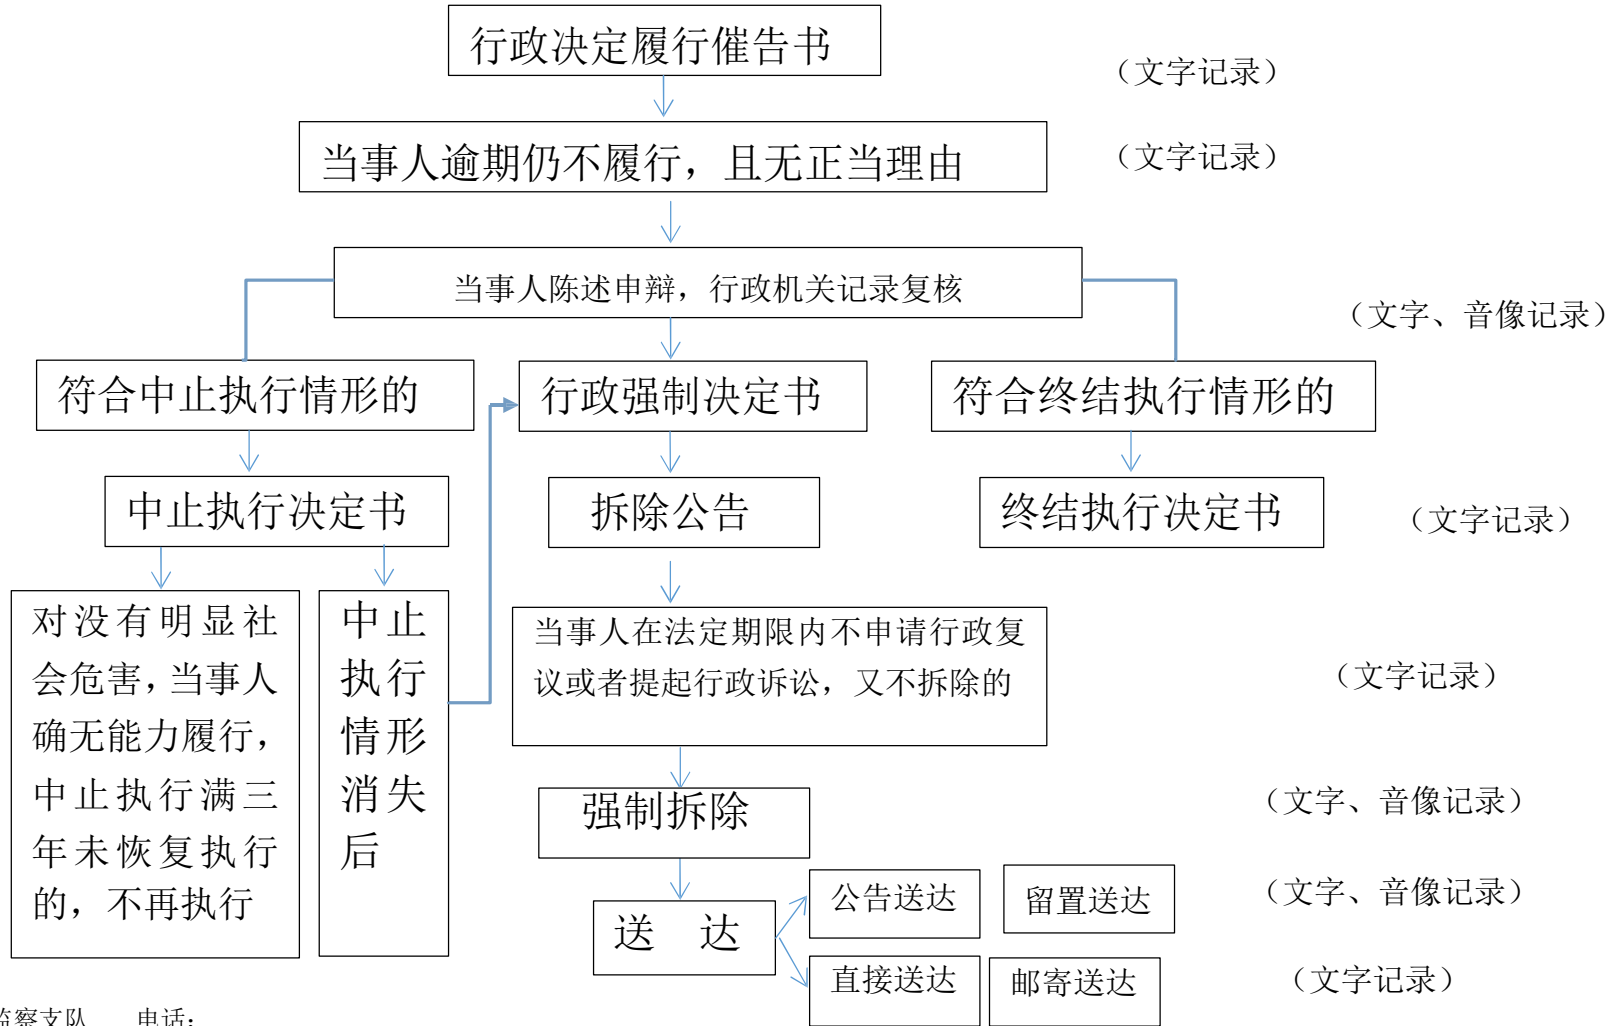 行政决定履行催告书
（文字记录）
当事人逾期仍不履行，且无正当理由
（文字记录）
当事人陈述申辩，行政机关记录复核
（文字、音像记录）
符合中止执行情形的
行政强制决定书
符合终结执行情形的
中止执行决定书
拆除公告
终结执行决定书
（文字记录）
对没有明显社
会危害，当事人
确无能力履行，
中止执行满三
年未恢复执行
的，不再执行
中止
执行
情形
消失
后
当事人在法定期限内不申请行政复
议或者提起行政诉讼，又不拆除的
（文字记录）
强制拆除
（文字、音像记录）
送 达
公告送达
留置送达
（文字、音像记录）
直接送达
邮寄送达
（文字记录）
监察支队 电话：